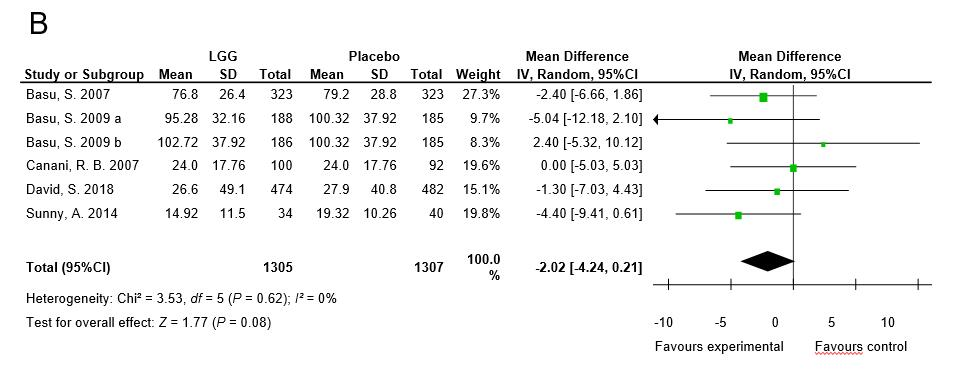 B
LGG Placebo Mean Difference Mean Difference
Study or Subgroup Mean SD Total Mean SD Total Weight IV, Random, 95%CI IV, Random, 95%CI
Basu, S. 2007 76.8 26.4 323 79.2 28.8 323 27.3% -2.40 [-6.66, 1.86]
Basu, S. 2009 a 95.28 32.16 188 100.32 37.92 185 9.7% -5.04 [-12.18, 2.10]
Basu, S. 2009 b 102.72 37.92 186 100.32 37.92 185 8.3% 2.40 [-5.32, 10.12]
Canani, R. B. 2007 24.0 17.76 100 24.0 17.76 92 19.6% 0.00 [-5.03, 5.03]
David, S. 2018 26.6 49.1 474 27.9 40.8 482 15.1% -1.30 [-7.03, 4.43]
Sunny, A. 2014 14.92 11.5 34 19.32 10.26 40 19.8% -4.40 [-9.41, 0.61]
Total (95%CI) 1305 1307 100.0 % -2.02 [-4.24, 0.21]
Heterogeneity: Chi² = 3.53, df = 5 (P = 0.62); I² = 0%
Test for overall effect: Z = 1.77 (P = 0.08)
-10 -5 0 5 10
Favours experimental Favours control